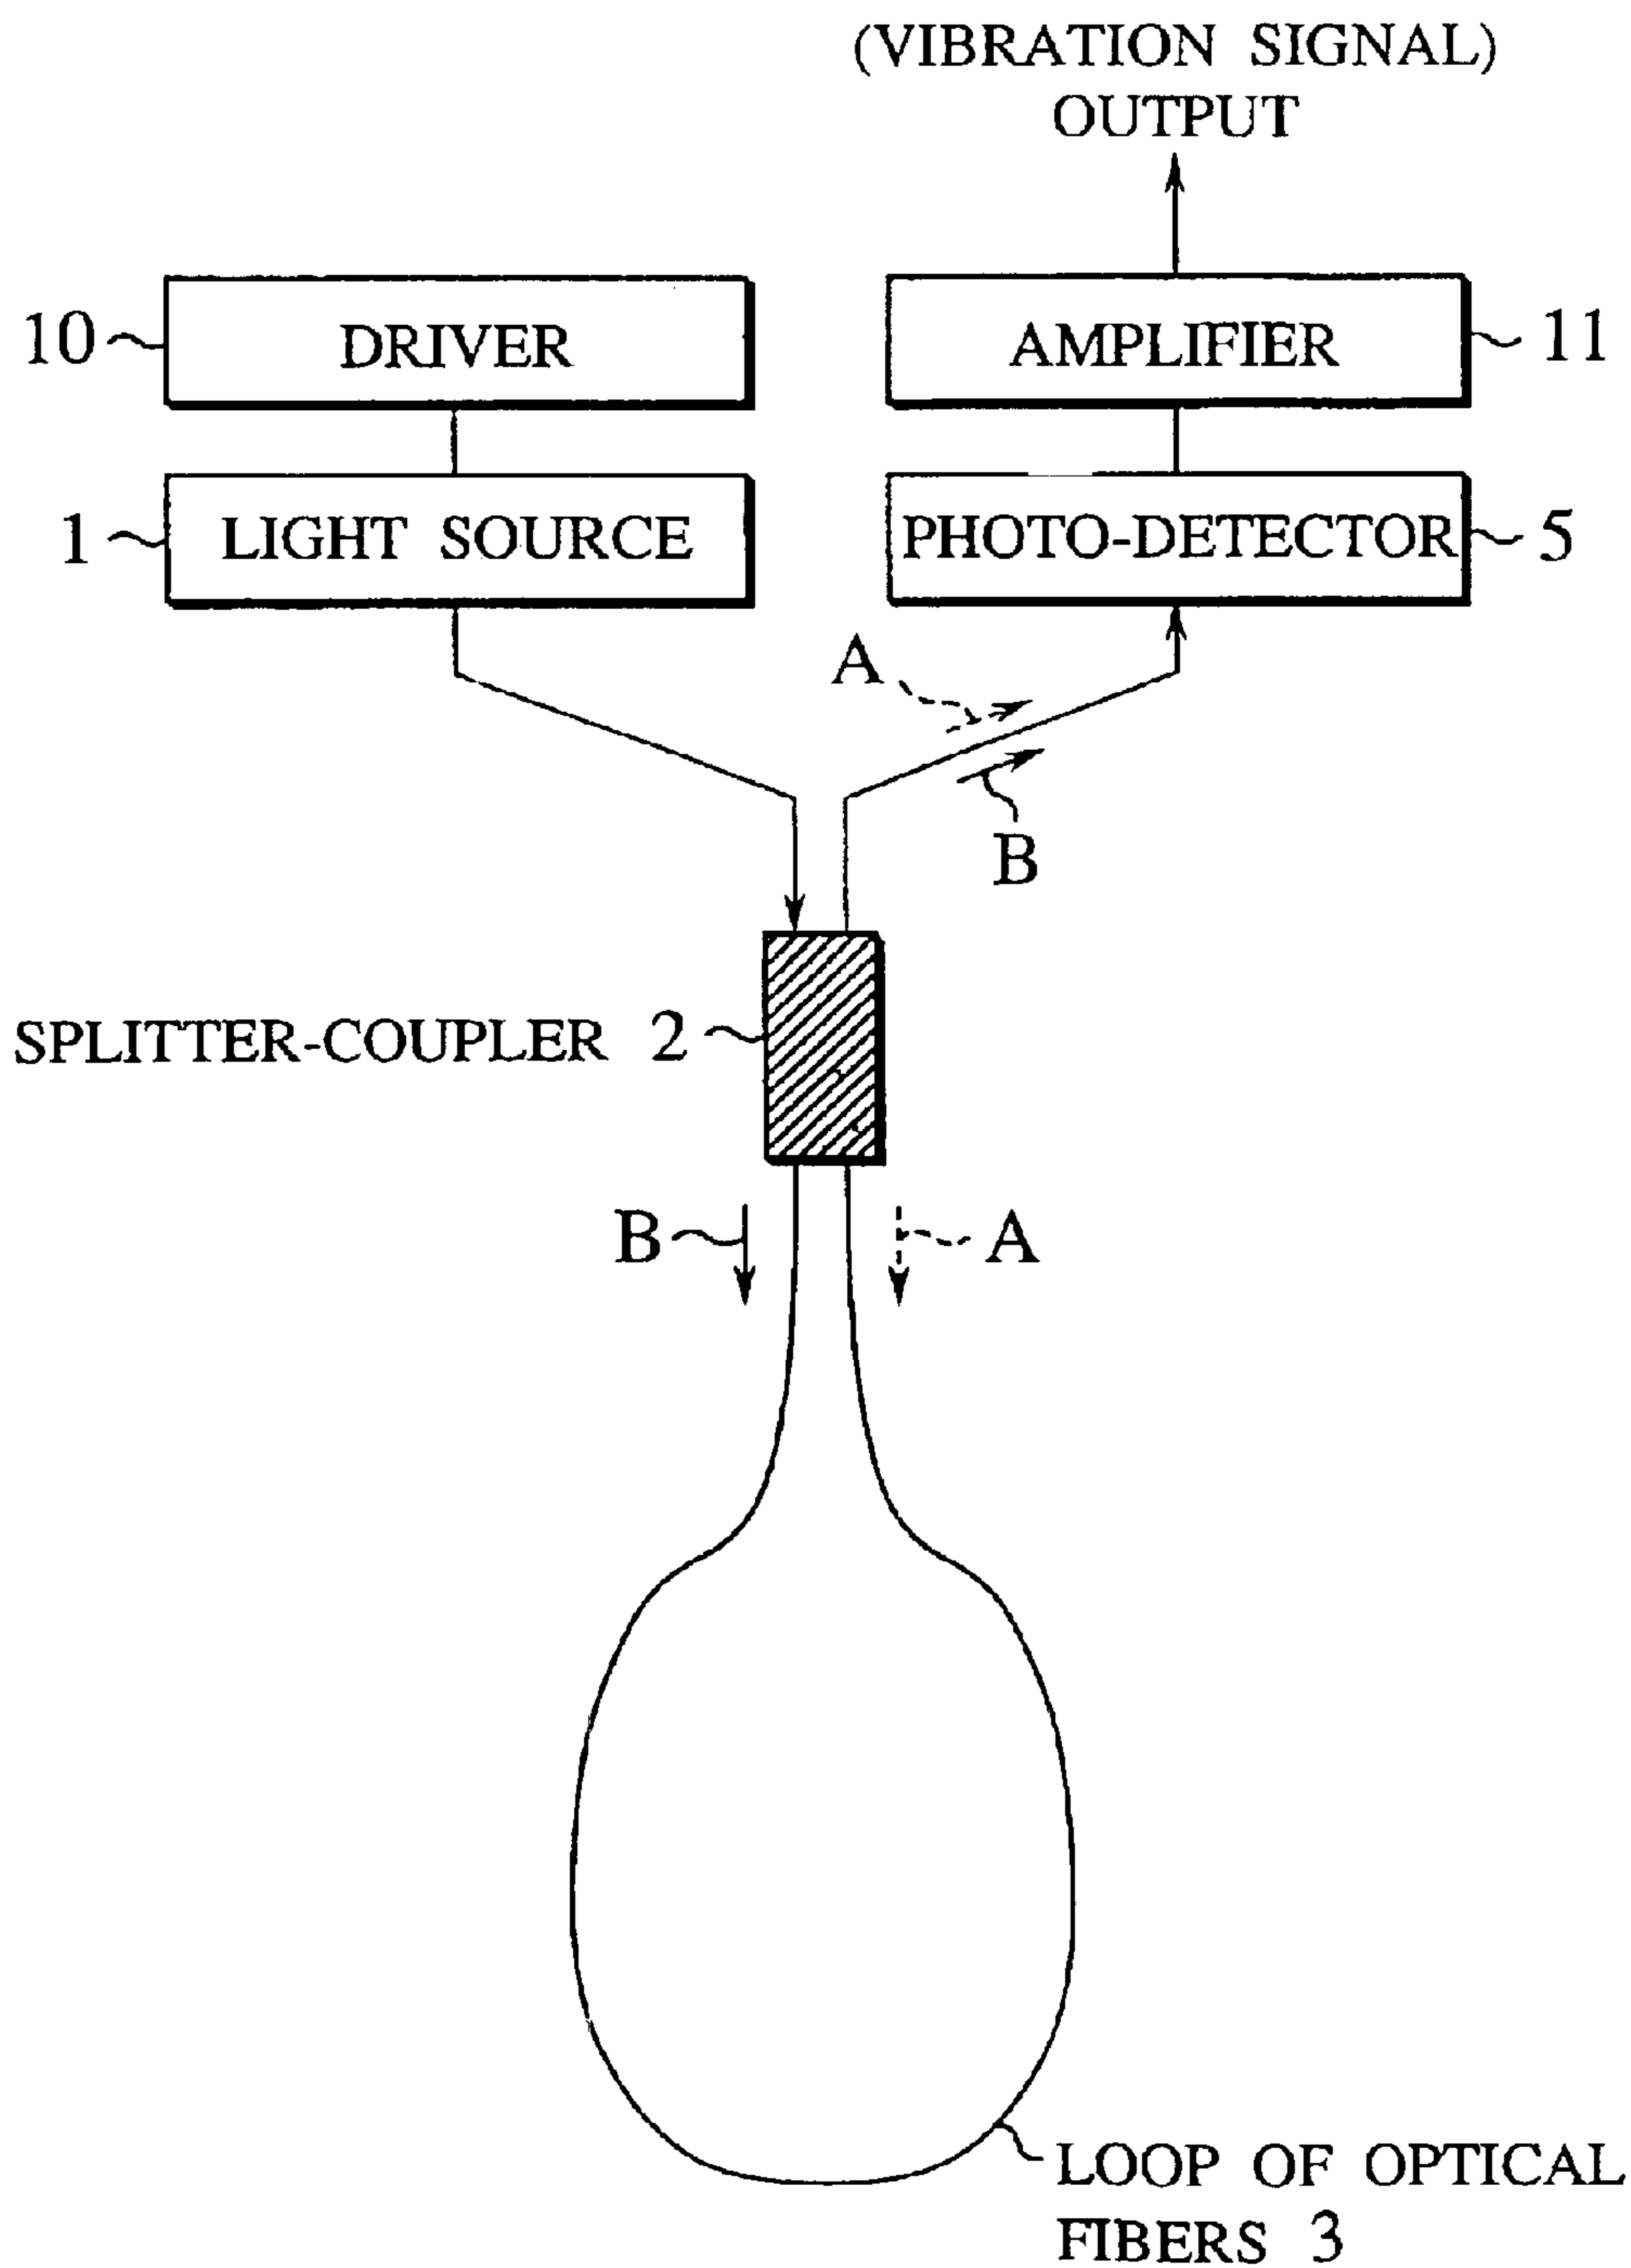 (VIBRATION SIGNAL)
OUTPUT
10
DRIVER
AMPLIFIER
11
1
LIGHT SOURCE
PHOTO-DETECTOR
5
A
B
SPLITTER-COUPLER 2
B
A
LOOP OF OPTICAL
FIBERS 3